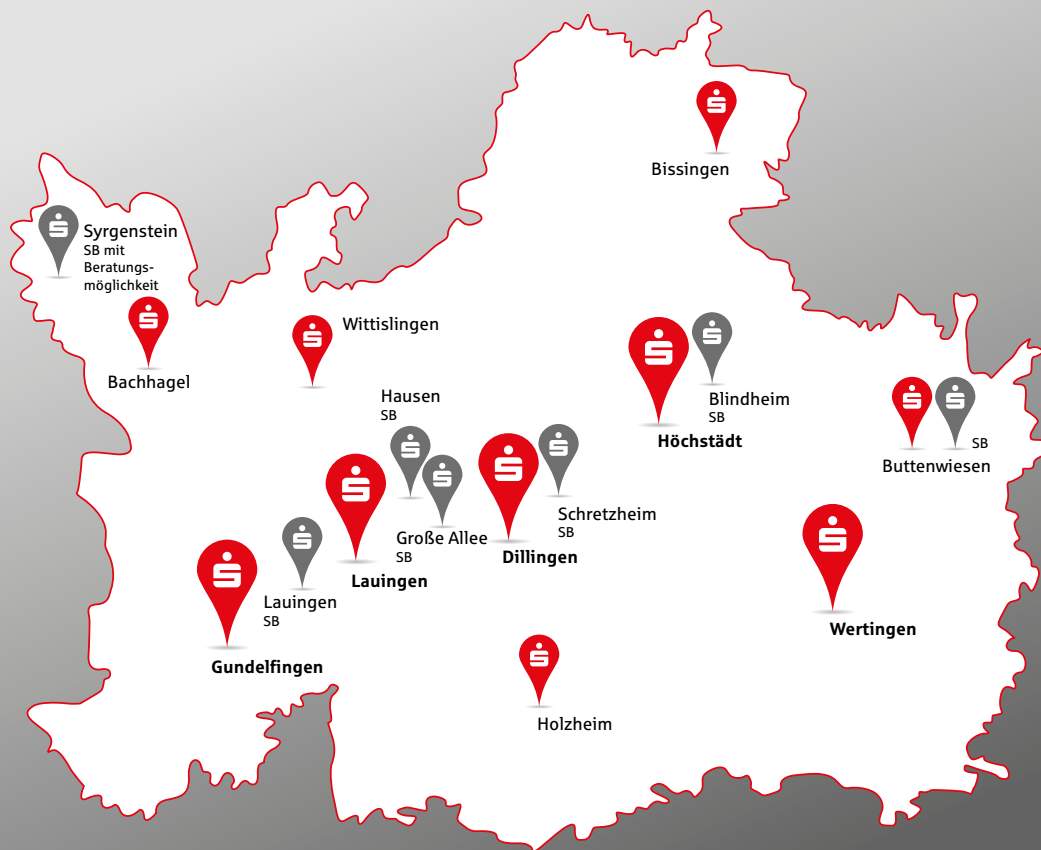 Bissingen
Syrgenstein
SB mit
Beratungs-
möglichkeit
Bachhagel
Wittislingen
Hausen
SB
Blindheim
SB
Höchstädt
SB
Buttenwiesen
Schretzheim
SB
Große Allee
SB
Dillingen
Lauingen
Lauingen
SB
Gundelfingen
Wertingen
Holzheim